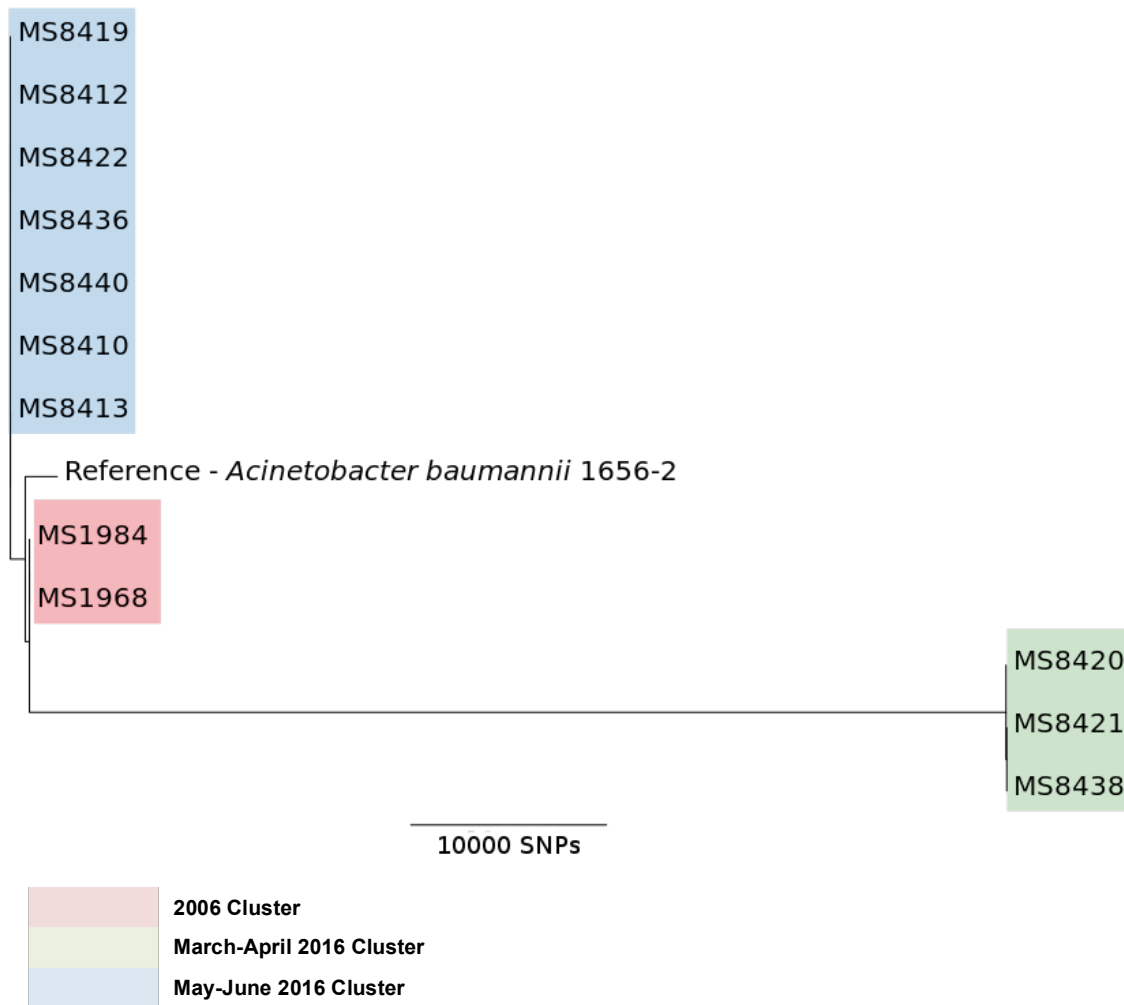 MS8419
MS8412
MS8422
MS8436
MS8440
MS8410
MS8413
Reference - Acinetobacter baumannii 1656-2
MS1984
MS1968
MS8420
MS8421
MS8438
10000 SNPs
2006 Cluster
March-April 2016 Cluster
May-June 2016 Cluster